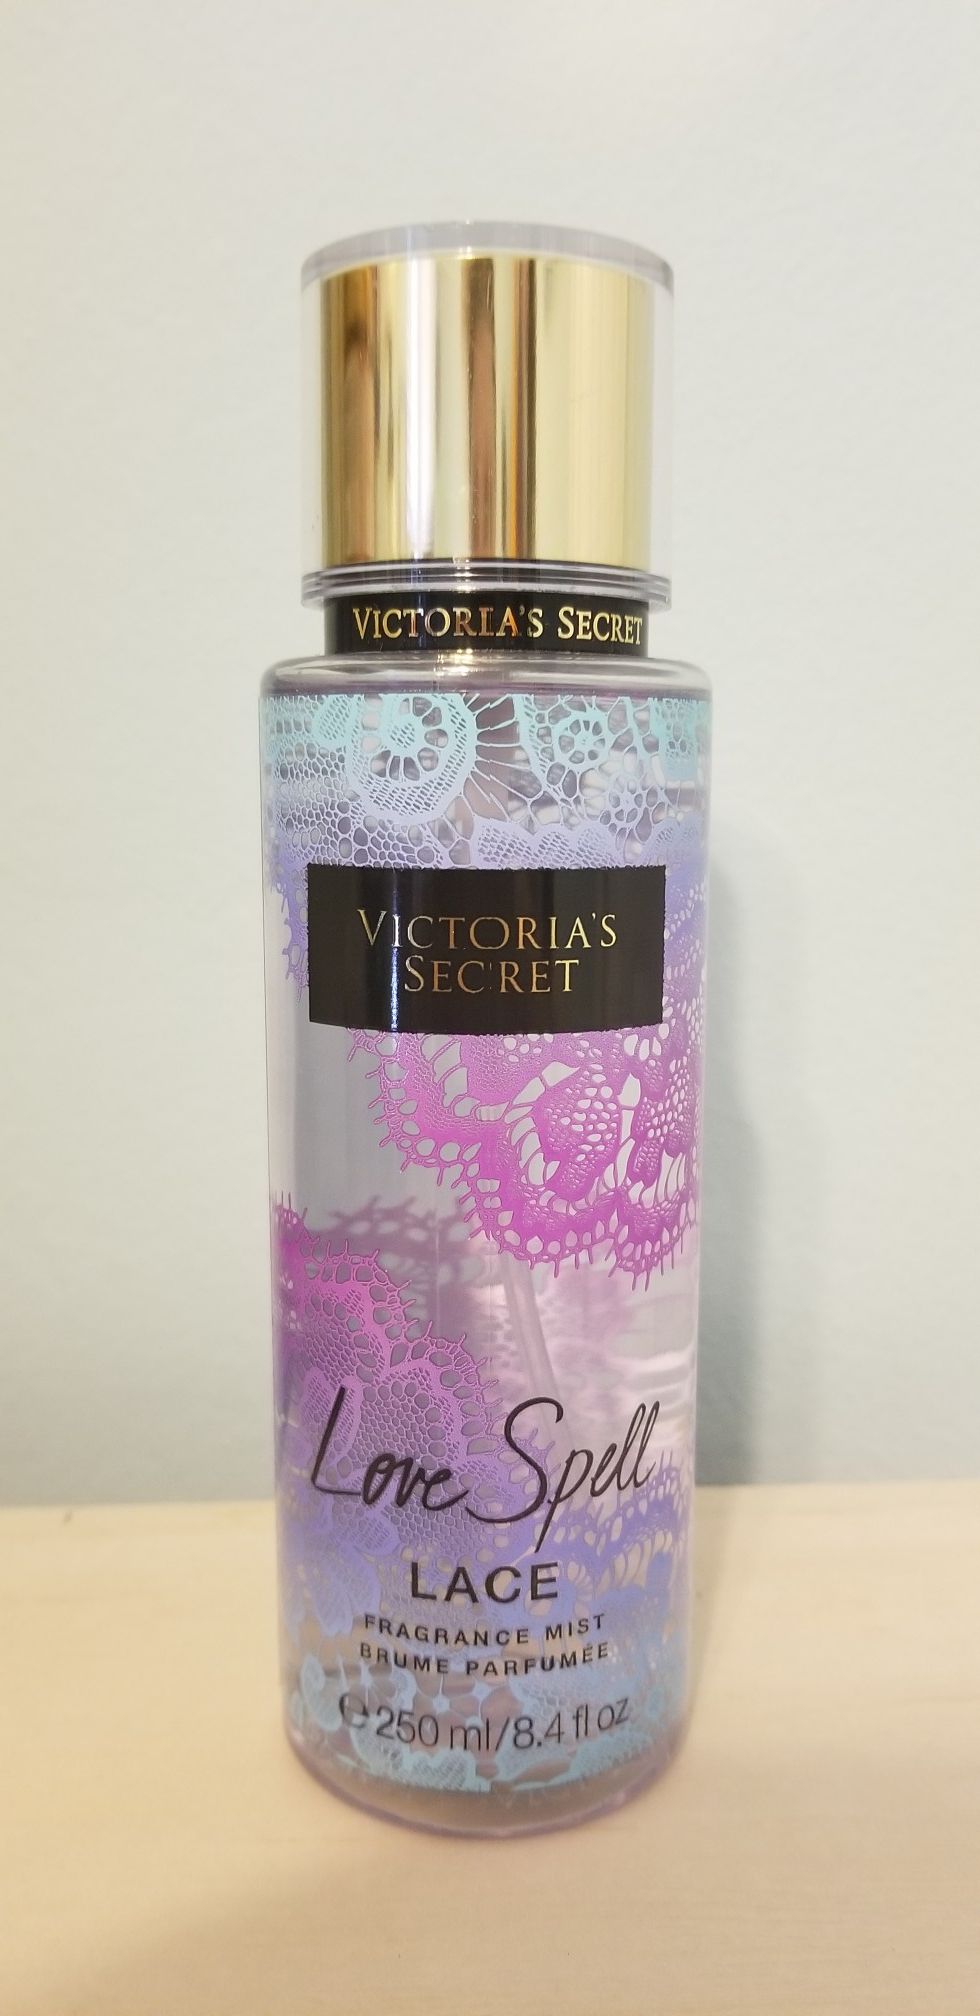 VICTORIA'S SECRET
VICTORIA'S
SECRET
Love Spell
LACE
FRAGRANCE MIST
BRUME PARFUMÉE
℮ 250 ml/8.4 fl oz